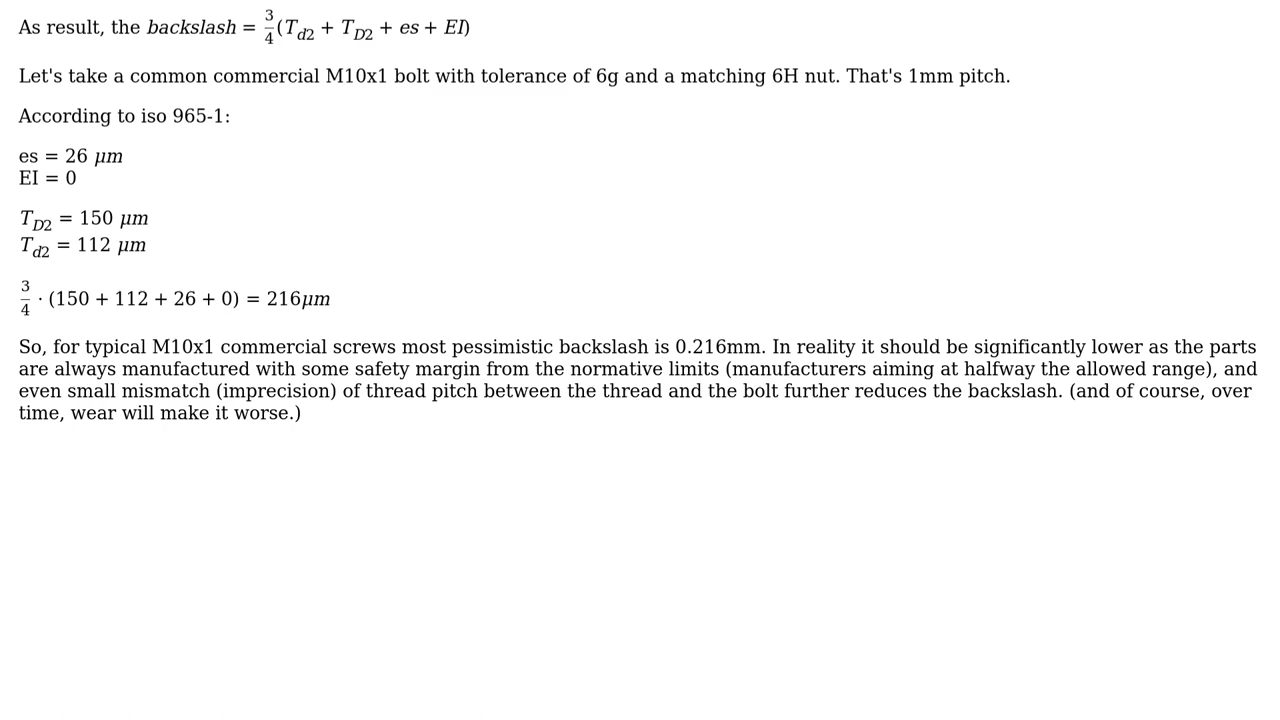 As result, the backslash = 3/4(T_d2 + T_D2 + es + EI)
Let's take a common commercial M10x1 bolt with tolerance of 6g and a matching 6H nut. That's 1mm pitch.
According to iso 965-1:
es = 26 μm
EI = 0
T_D2 = 150 μm
T_d2 = 112 μm
3/4 · (150 + 112 + 26 + 0) = 216μm
So, for typical M10x1 commercial screws most pessimistic backslash is 0.216mm. In reality it should be significantly lower as the parts
are always manufactured with some safety margin from the normative limits (manufacturers aiming at halfway the allowed range), and
even small mismatch (imprecision) of thread pitch between the thread and the bolt further reduces the backslash. (and of course, over
time, wear will make it worse.)